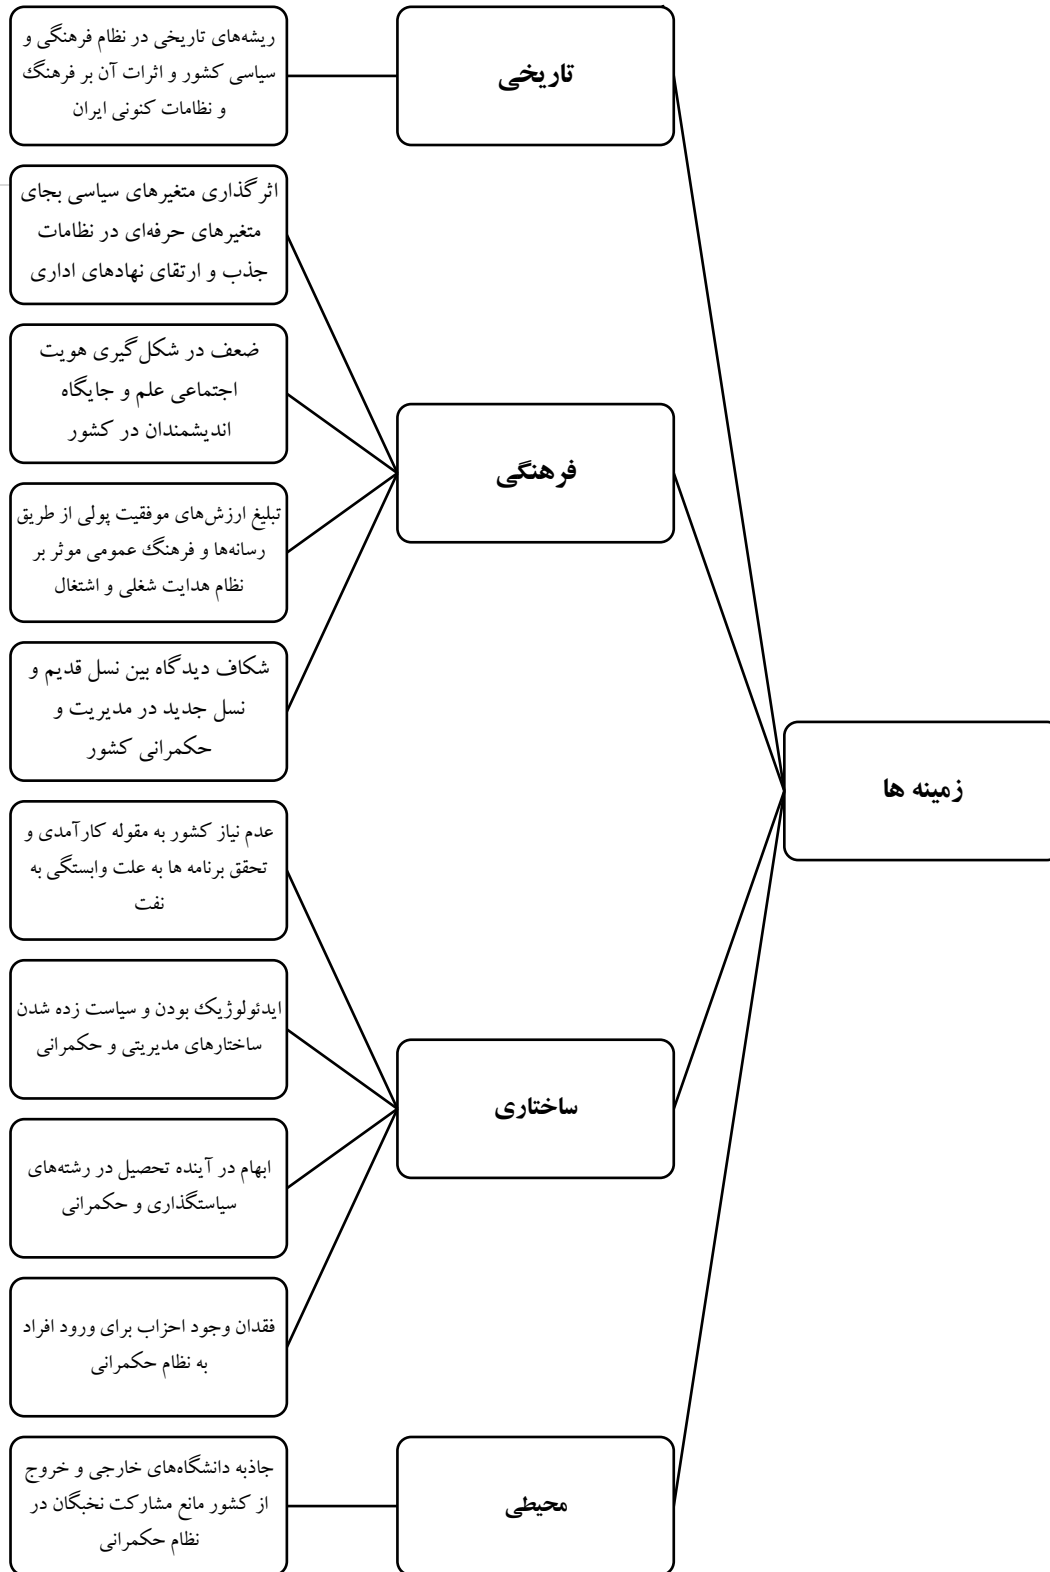 زمینه ها
تاریخی
ریشه‌های تاریخی در نظام فرهنگی و
سیاسی کشور و اثرات آن بر فرهنگ
و نظامات کنونی ایران
فرهنگی
اثرگذاری متغیرهای سیاسی بجای
متغیرهای حرفه‌ای در نظامات
جذب و ارتقای نهادهای اداری
ضعف در شکل‌گیری هویت
اجتماعی علم و جایگاه
اندیشمندان در کشور
تبلیغ ارزش‌های موفقیت پولی از طریق
رسانه‌ها و فرهنگ عمومی موثر بر
نظام هدایت شغلی و اشتغال
شکاف دیدگاه بین نسل قدیم و
نسل جدید در مدیریت و
حکمرانی کشور
ساختاری
عدم نیاز کشور به مقوله کارآمدی و
تحقق برنامه ها به علت وابستگی به
نفت
ایدئولوژیک بودن و سیاست زده شدن
ساختارهای مدیریتی و حکمرانی
ابهام در آینده تحصیل در رشته‌های
سیاستگذاری و حکمرانی
فقدان وجود احزاب برای ورود افراد
به نظام حکمرانی
محیطی
جاذبه دانشگاه‌های خارجی و خروج
از کشور مانع مشارکت نخبگان در
نظام حکمرانی